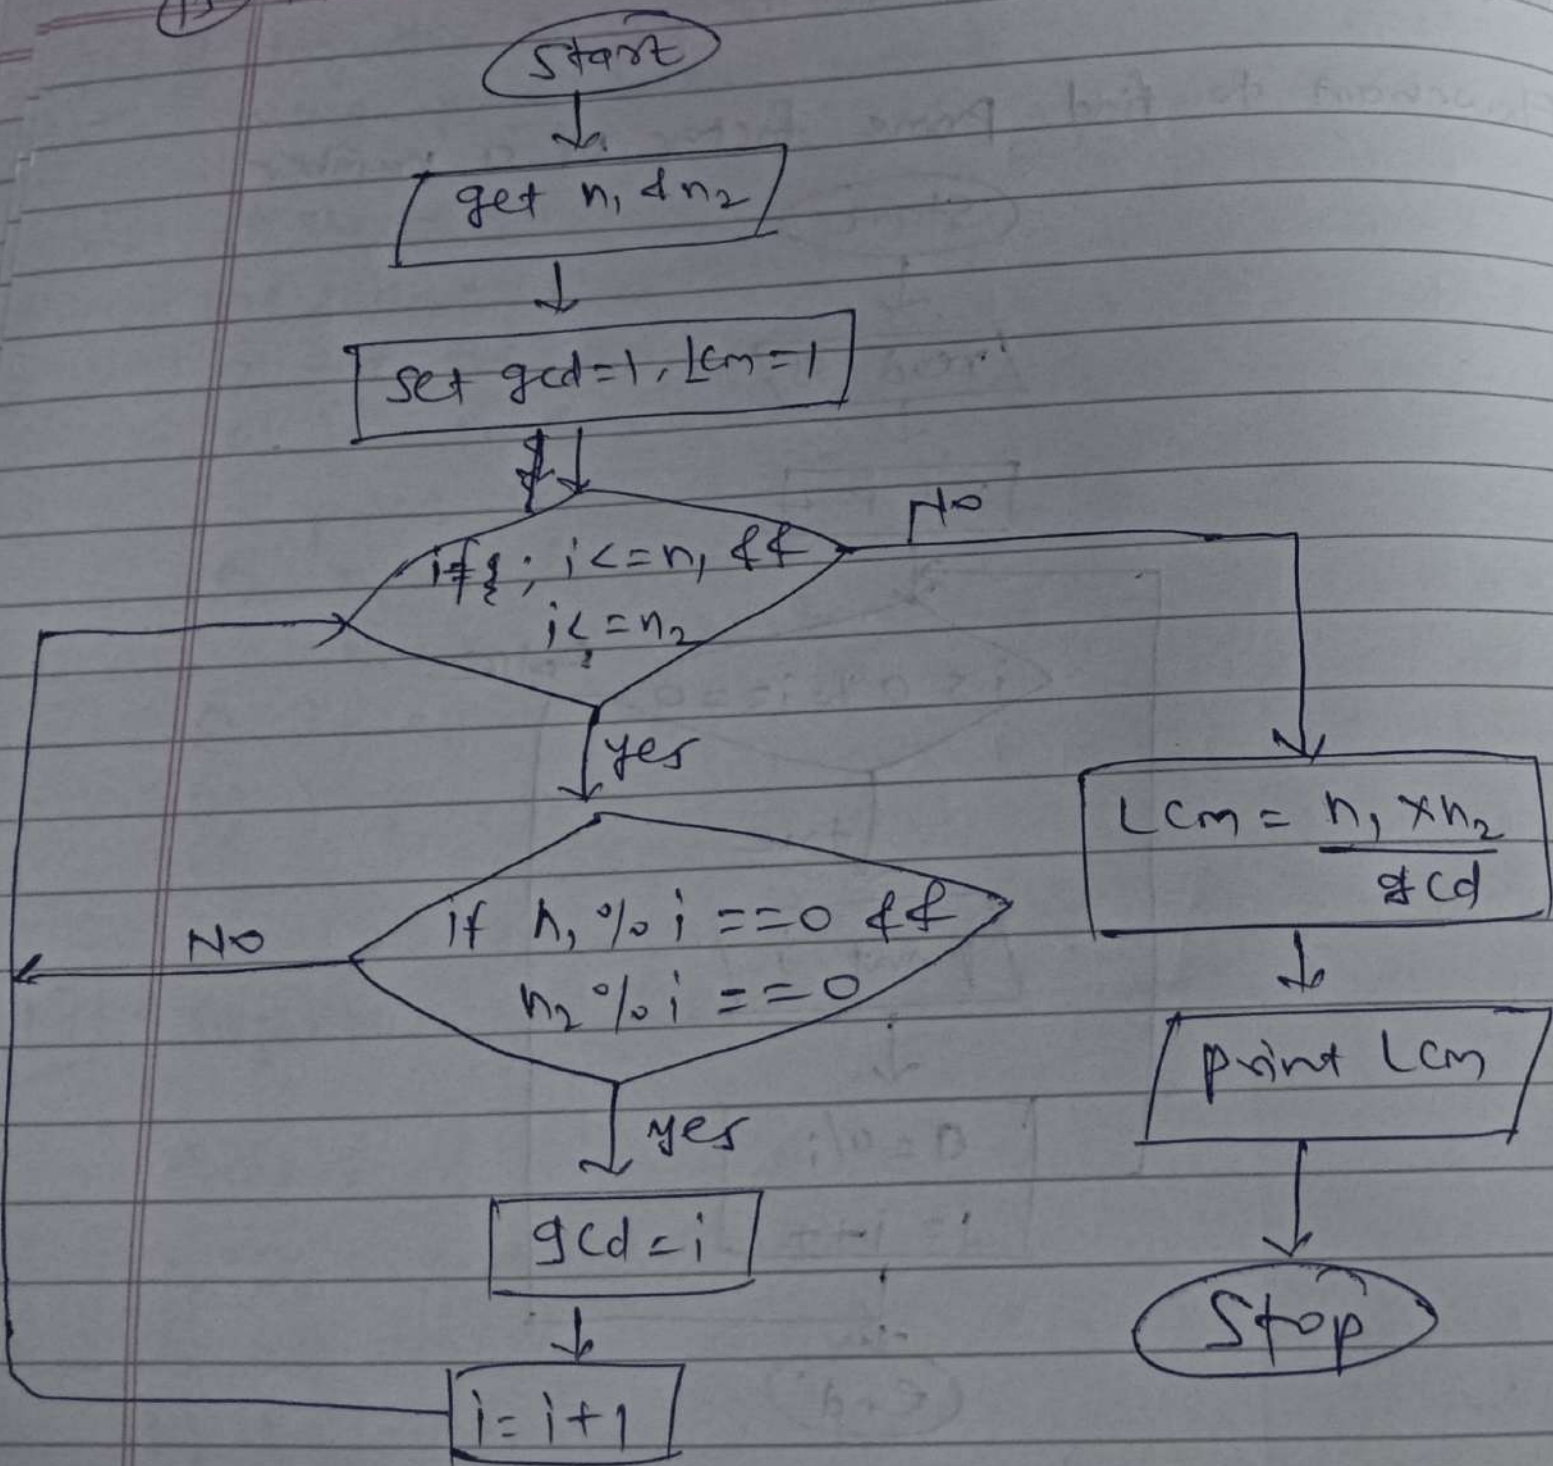 Start
get n₁ & n₂
set gcd=1, Lcm=1
if ; i<=n₁ &&
i<=n₂
No
yes
if n₁ % i ==0 &&
n₂ % i ==0
No
yes
gcd=i
i=i+1
Lcm = n₁ × n₂
gcd
print Lcm
Stop